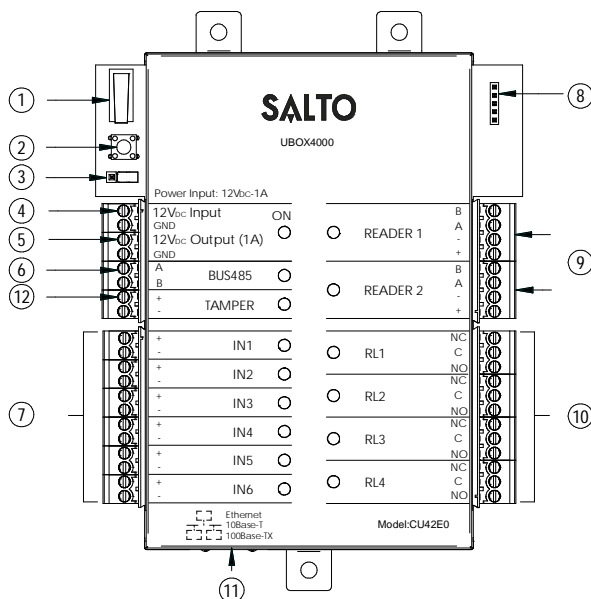 SALTO
UBOX4000
Power Input: 12VDC-1A
1
2
3
4
5
6
12
7
8
9
10
11
12VDC Input
GND
12VDC Output (1A)
GND
ON
A
B
BUS485
+
-
TAMPER
+
-
IN1
+
-
IN2
+
-
IN3
+
-
IN4
+
-
IN5
+
-
IN6
READER 1
B
A
-
+
READER 2
B
A
-
+
RL1
NC
C
NO
RL2
NC
C
NO
RL3
NC
C
NO
RL4
NC
C
NO
Ethernet
10Base-T
100Base-TX
Model:CU42E0